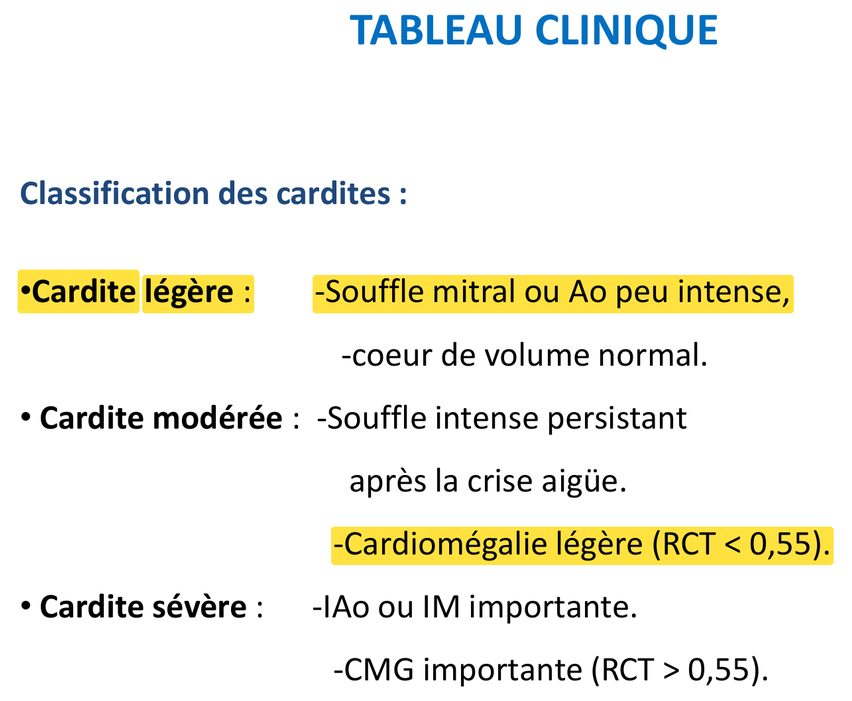 TABLEAU CLINIQUE
Classification des cardites :
•Cardite légère : -Souffle mitral ou Ao peu intense,
-coeur de volume normal.
• Cardite modérée : -Souffle intense persistant
après la crise aigüe.
-Cardiomégalie légère (RCT < 0,55).
• Cardite sévère : -IAo ou IM importante.
-CMG importante (RCT > 0,55).